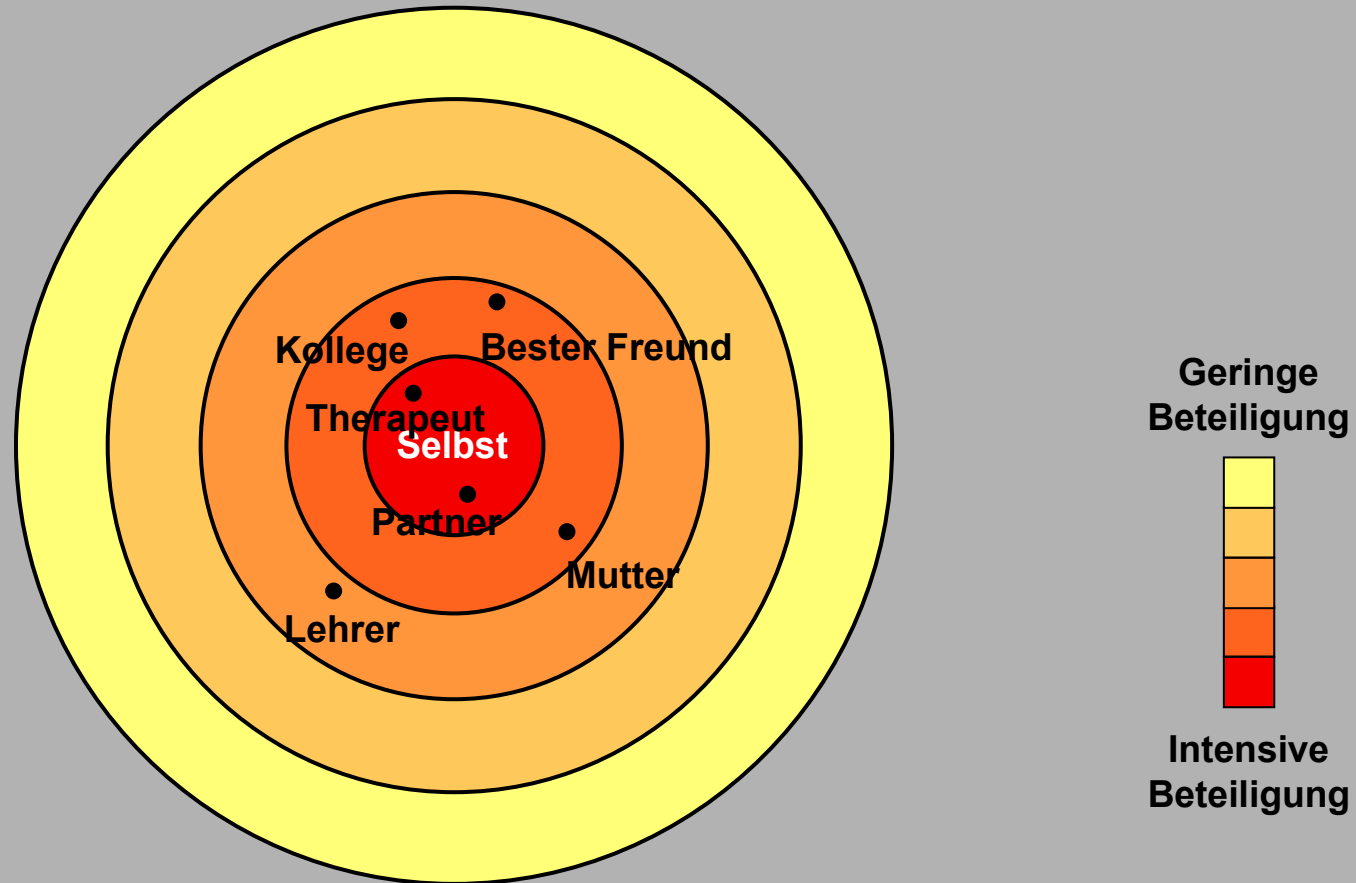 Kollege
Bester Freund
Therapeut
Selbst
Partner
Mutter
Lehrer
Geringe
Beteiligung
Intensive
Beteiligung